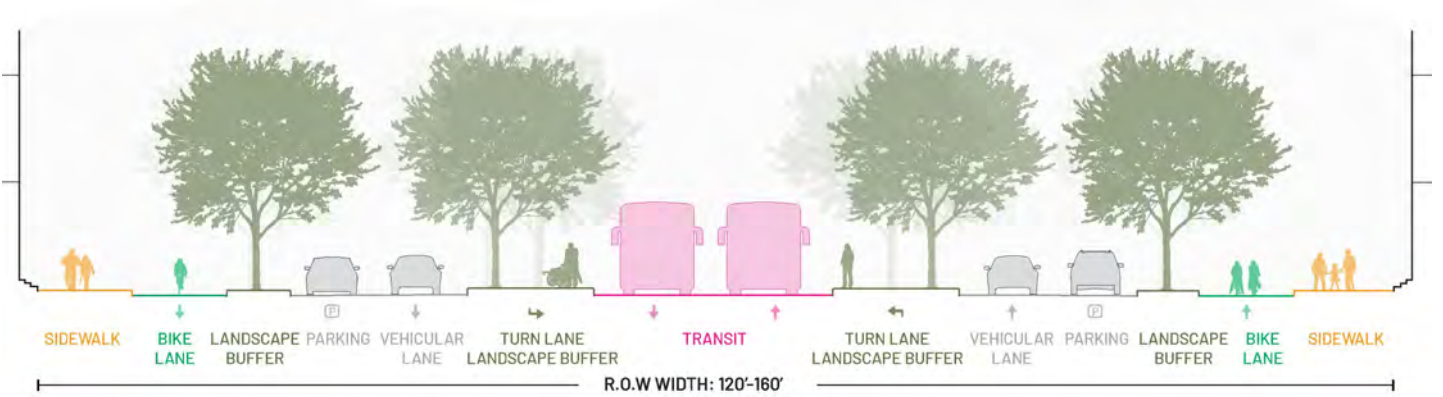 P
P
SIDEWALK
BIKE
LANE
LANDSCAPE
BUFFER
PARKING
VEHICULAR
LANE
TURN LANE
LANDSCAPE BUFFER
TRANSIT
TURN LANE
LANDSCAPE BUFFER
VEHICULAR
LANE
PARKING
LANDSCAPE
BUFFER
BIKE
LANE
SIDEWALK
R.O.W WIDTH: 120'-160'